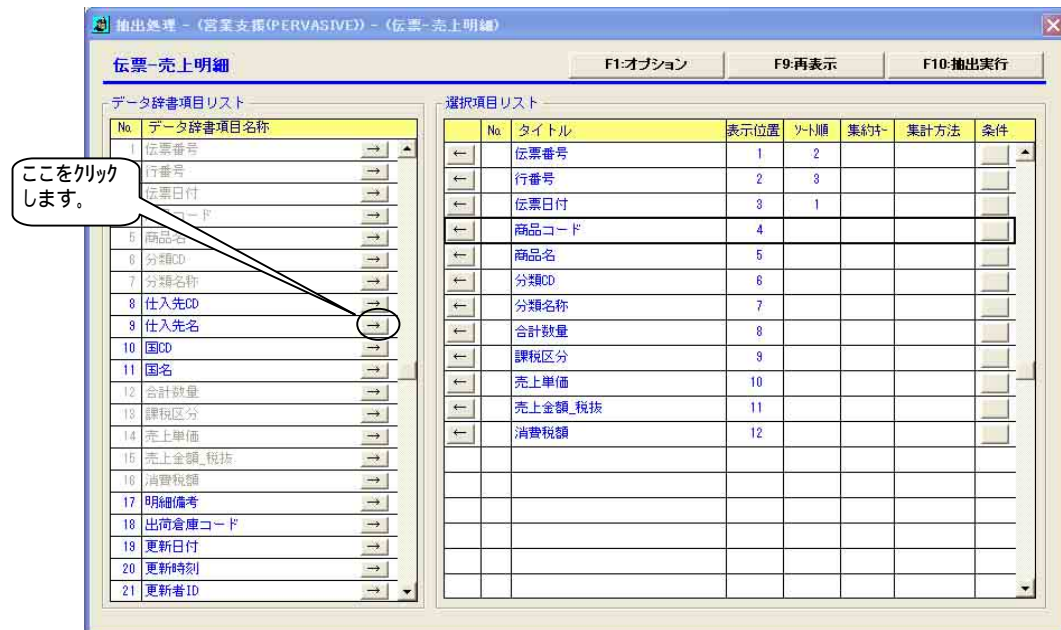 抽出処理 - (営業支援(PERVASIVE)) - (伝票-売上明細)
伝票-売上明細
F1:オプション
F9:再表示
F10:抽出実行
データ辞書項目リスト
No. データ辞書項目名称
1 伝票番号 →
行番号 →
伝票日付 →
コード →
5 商品名 →
6 分類CD →
7 分類名称 →
8 仕入先CD →
9 仕入先名 →
10 国CD →
11 国名 →
12 合計数量 →
13 課税区分 →
14 売上単価 →
15 売上金額_税抜 →
16 消費税額 →
17 明細備考 →
18 出荷倉庫コード →
19 更新日付 →
20 更新時刻 →
21 更新者ID →
ここをクリック
します。
選択項目リスト
No. タイトル 表示位置 ソート順 集約キー 集計方法 条件
← 伝票番号 1 2
← 行番号 2 3
← 伝票日付 3 1
← 商品コード 4
← 商品名 5
← 分類CD 6
← 分類名称 7
← 合計数量 8
← 課税区分 9
← 売上単価 10
← 売上金額_税抜 11
← 消費税額 12